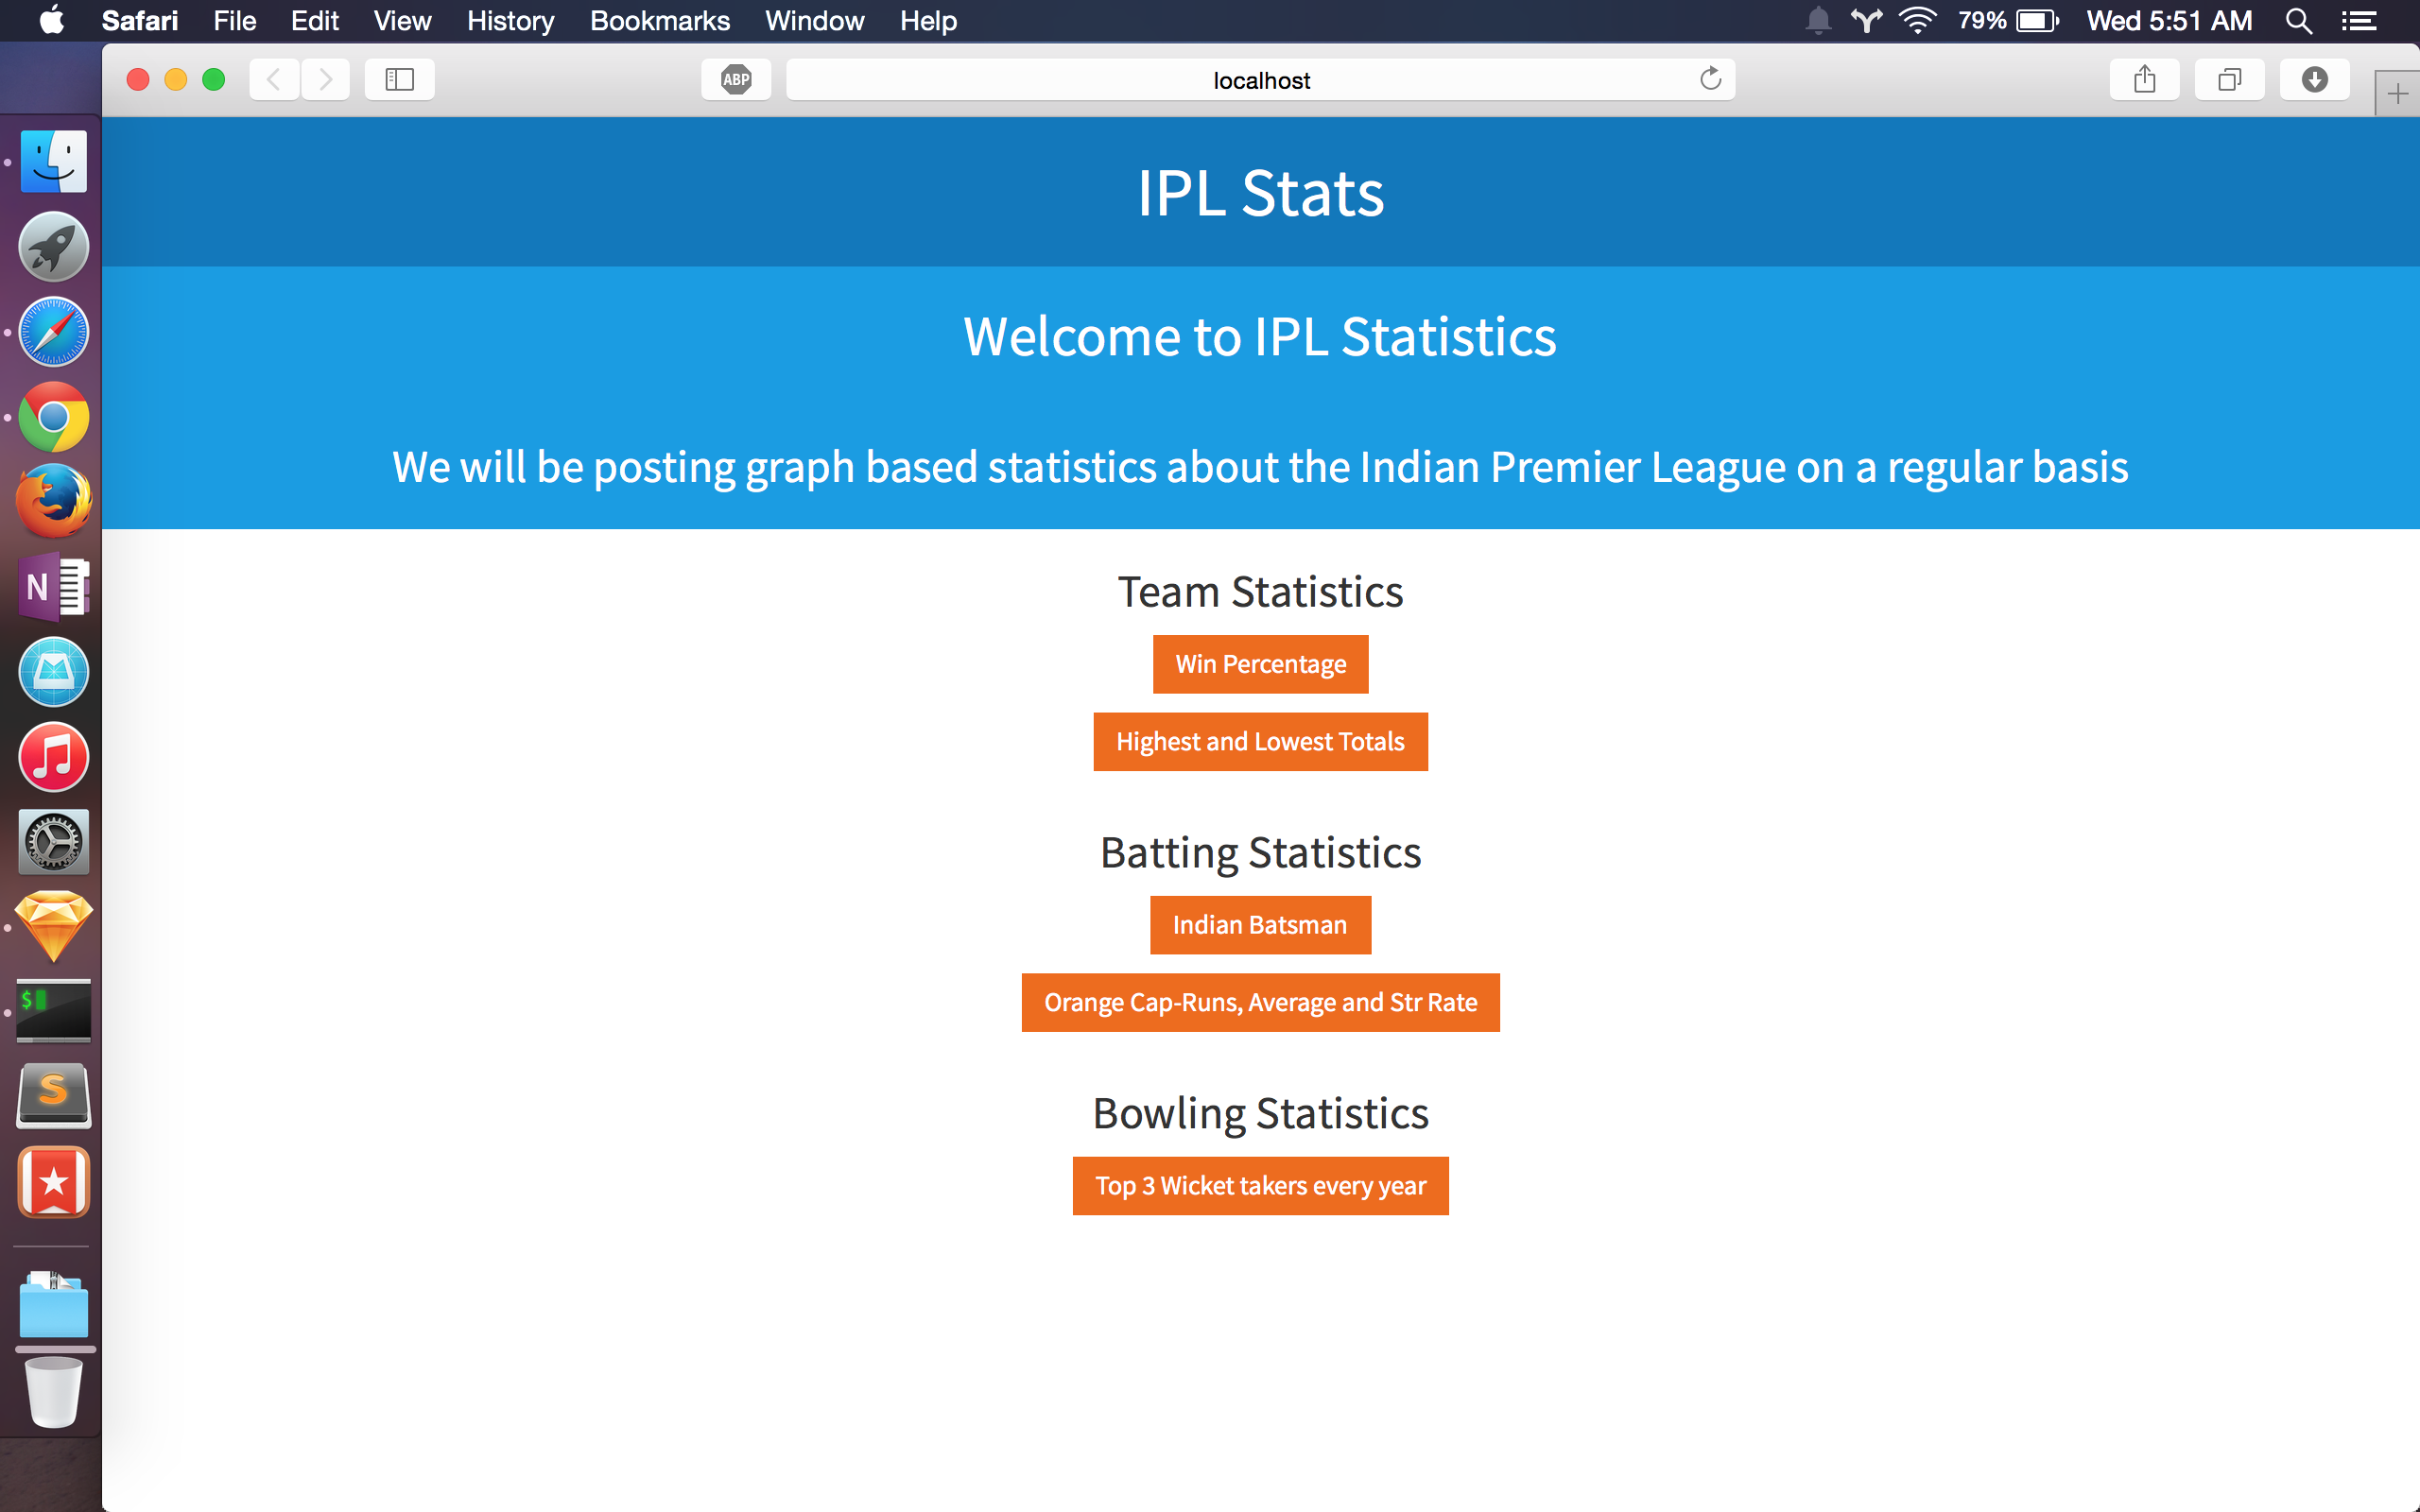 Safari File Edit View History Bookmarks Window Help 79% Wed 5:51 AM
ABP localhost
IPL Stats
Welcome to IPL Statistics
We will be posting graph based statistics about the Indian Premier League on a regular basis
Team Statistics
Win Percentage
Highest and Lowest Totals
Batting Statistics
Indian Batsman
Orange Cap-Runs, Average and Str Rate
Bowling Statistics
Top 3 Wicket takers every year
N
$
S